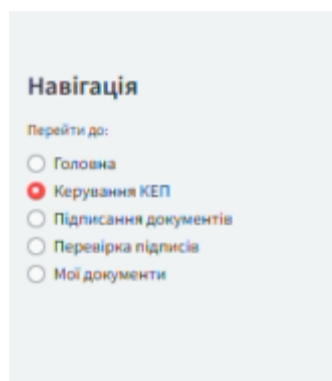 Навігація
Перейти до:
Головна
Керування КЕП
Підписання документів
Перевірка підписів
Мої документи